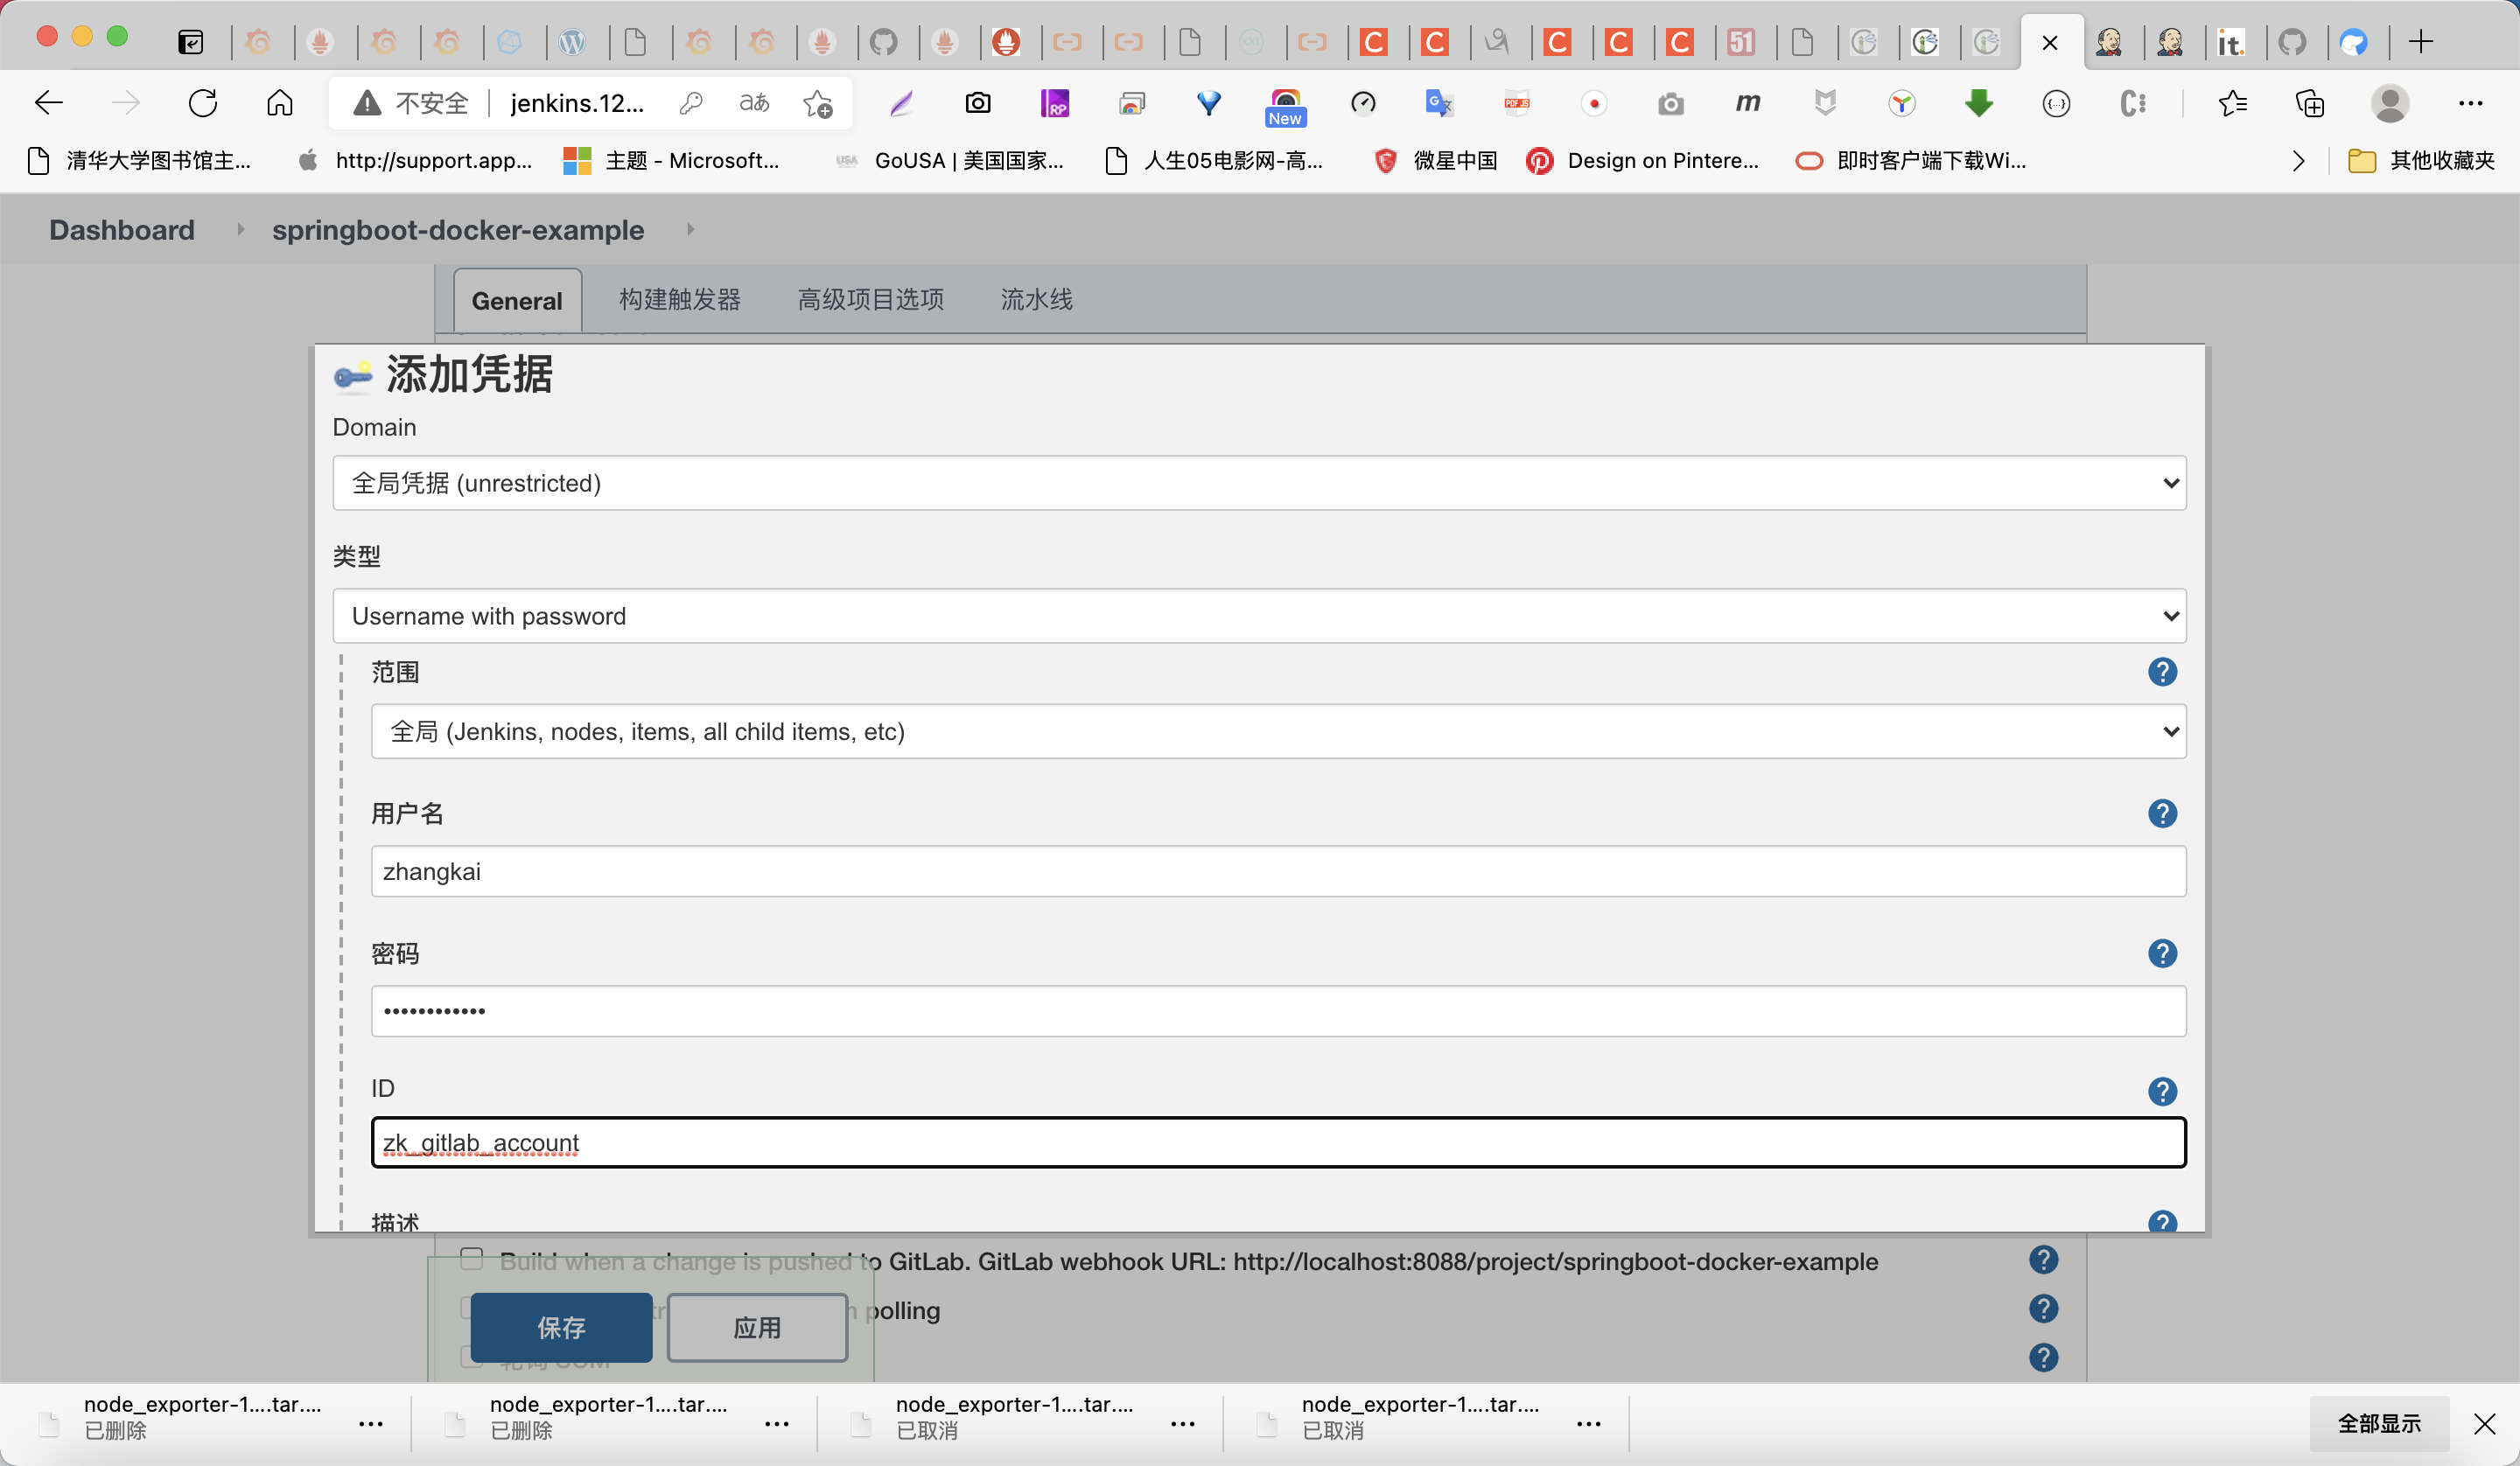 不安全 jenkins.12... aあ New
清华大学图书馆主... http://support.app... 主题 - Microsoft... GoUSA | 美国国家... 人生05电影网-高... 微星中国 Design on Pintere... 即时客户端下载Wi... 其他收藏夹
Dashboard springboot-docker-example
General 构建触发器 高级项目选项 流水线
添加凭据
Domain
全局凭据 (unrestricted)
类型
Username with password
范围
全局 (Jenkins, nodes, items, all child items, etc)
用户名
zhangkai
密码
••••••••••••
ID
zk_gitlab_account
描述
Build when a change is pushed to GitLab. GitLab webhook URL: http://localhost:8088/project/springboot-docker-example
polling
保存 应用
轮询 SCM
node_exporter-1....tar.... node_exporter-1....tar.... node_exporter-1....tar.... node_exporter-1....tar....
已删除 已删除 已取消 已取消
全部显示